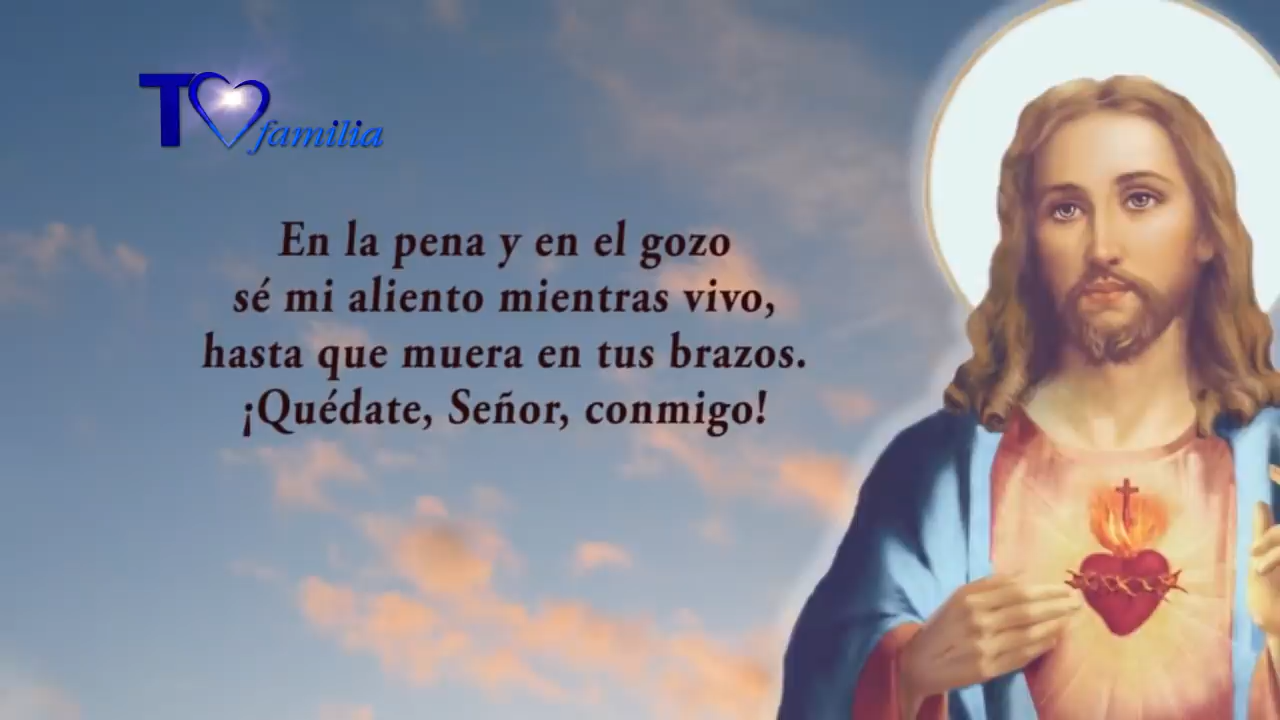 T familia
En la pena y en el gozo
sé mi aliento mientras vivo,
hasta que muera en tus brazos.
¡Quédate, Señor, conmigo!